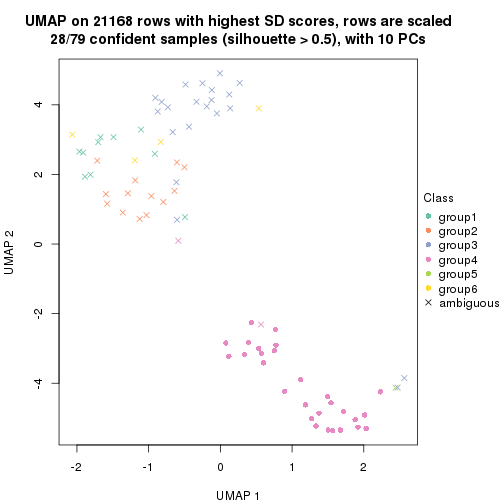 UMAP on 21168 rows with highest SD scores, rows are scaled
28/79 confident samples (silhouette > 0.5), with 10 PCs
4
2
0
-2
-4
UMAP 2
-2
-1
0
1
2
UMAP 1
Class
group1
group2
group3
group4
group5
group6
ambiguous